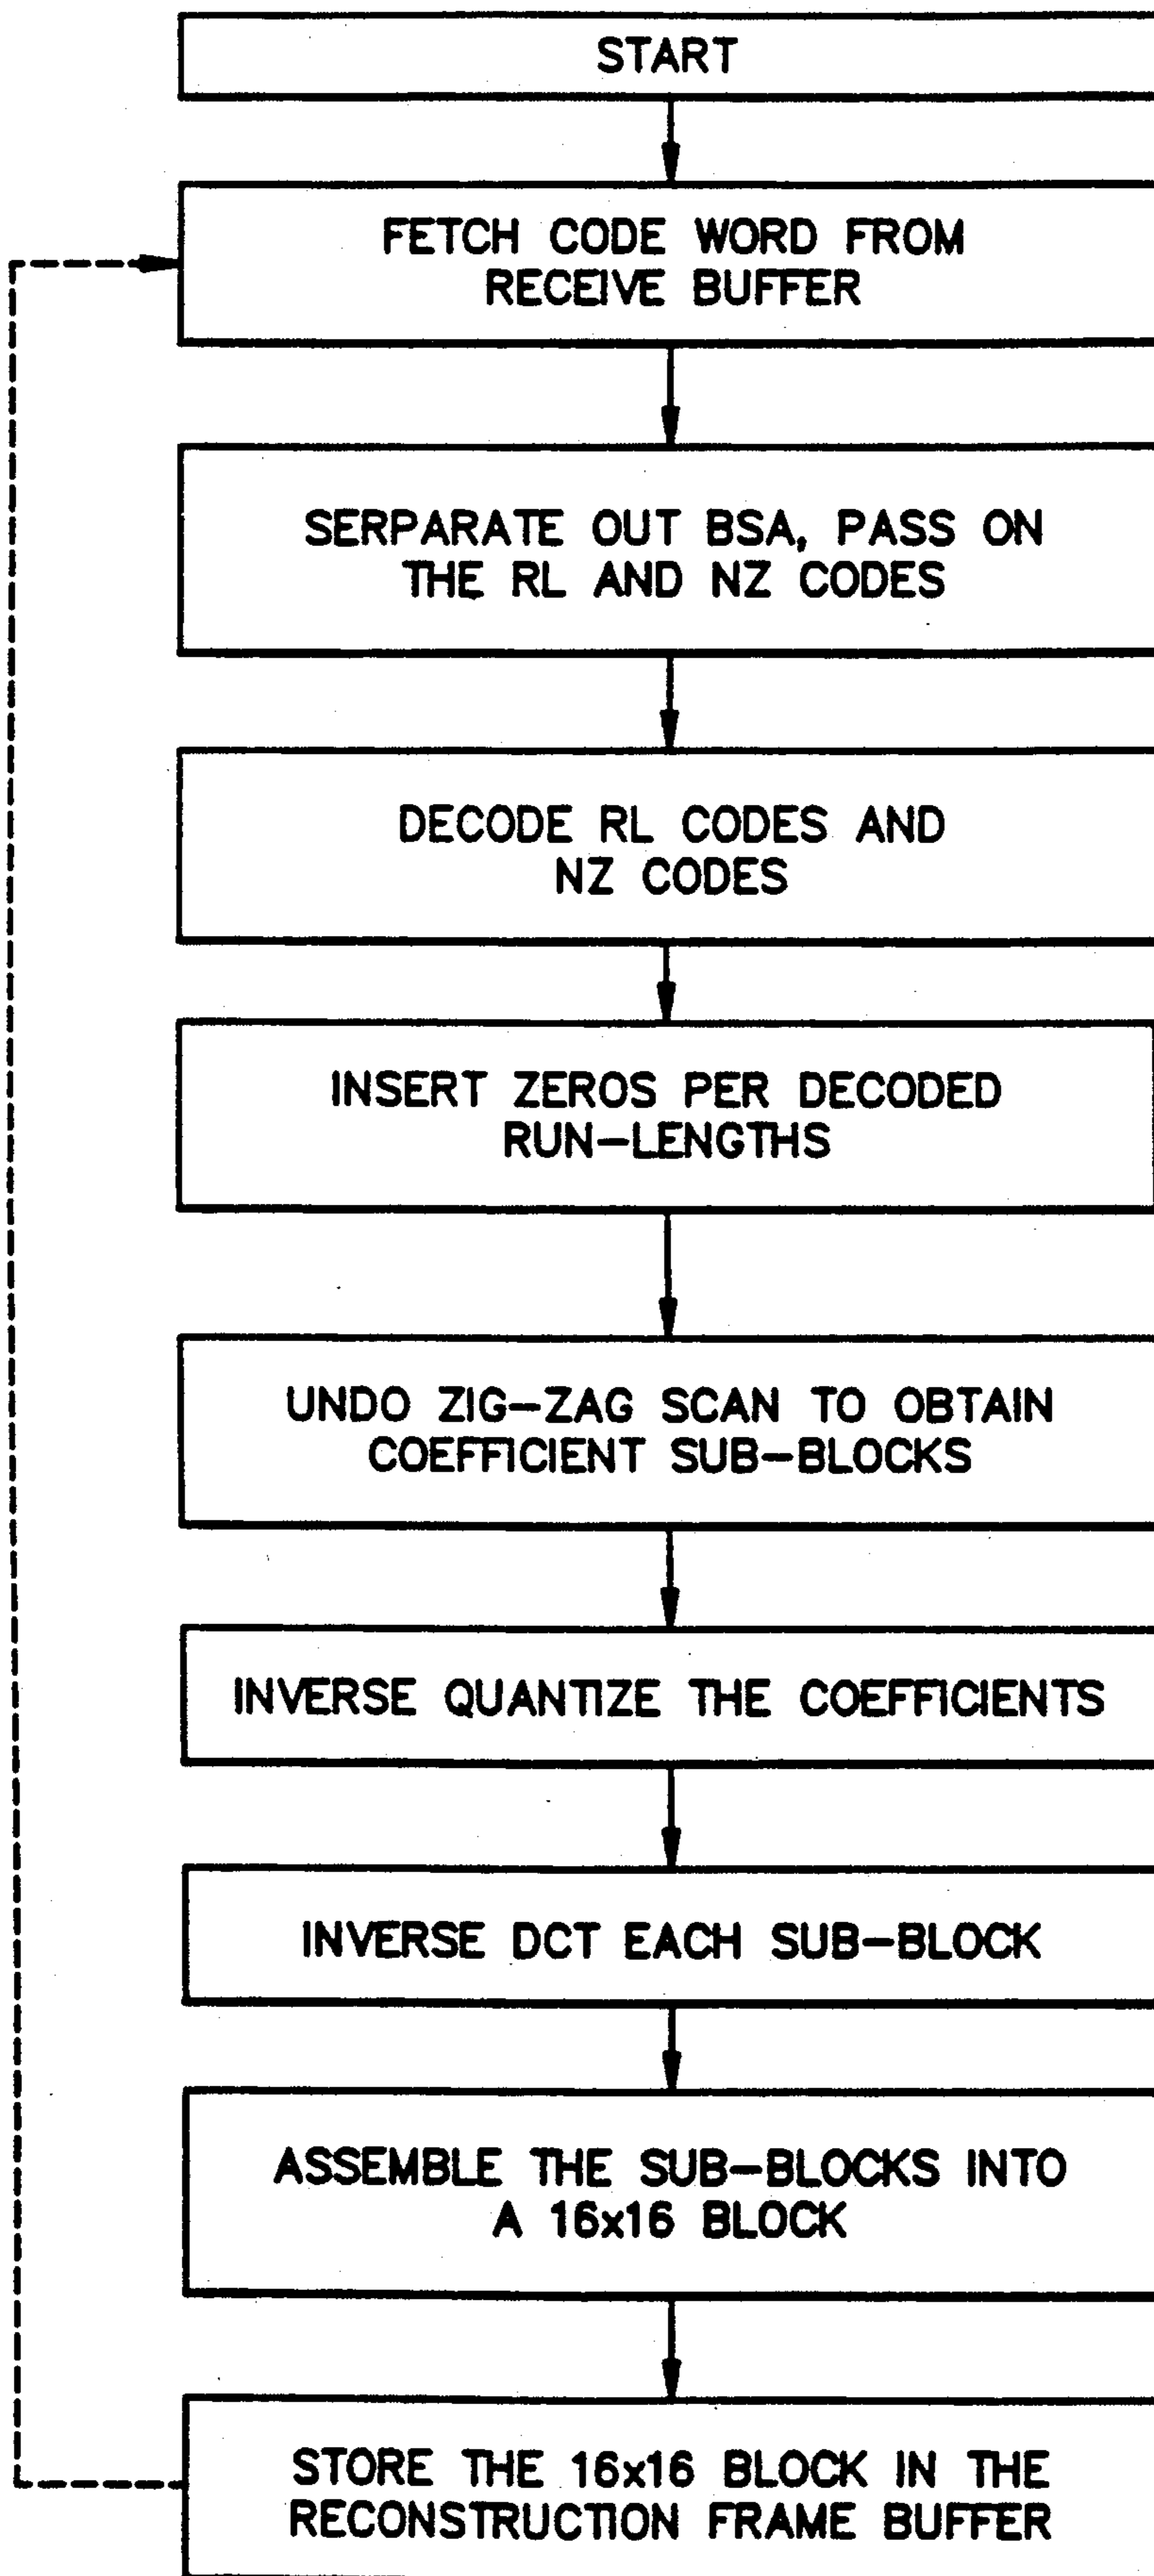 START
FETCH CODE WORD FROM
RECEIVE BUFFER
SERPARATE OUT BSA, PASS ON
THE RL AND NZ CODES
DECODE RL CODES AND
NZ CODES
INSERT ZEROS PER DECODED
RUN-LENGTHS
UNDO ZIG-ZAG SCAN TO OBTAIN
COEFFICIENT SUB-BLOCKS
INVERSE QUANTIZE THE COEFFICIENTS
INVERSE DCT EACH SUB-BLOCK
ASSEMBLE THE SUB-BLOCKS INTO
A 16x16 BLOCK
STORE THE 16x16 BLOCK IN THE
RECONSTRUCTION FRAME BUFFER